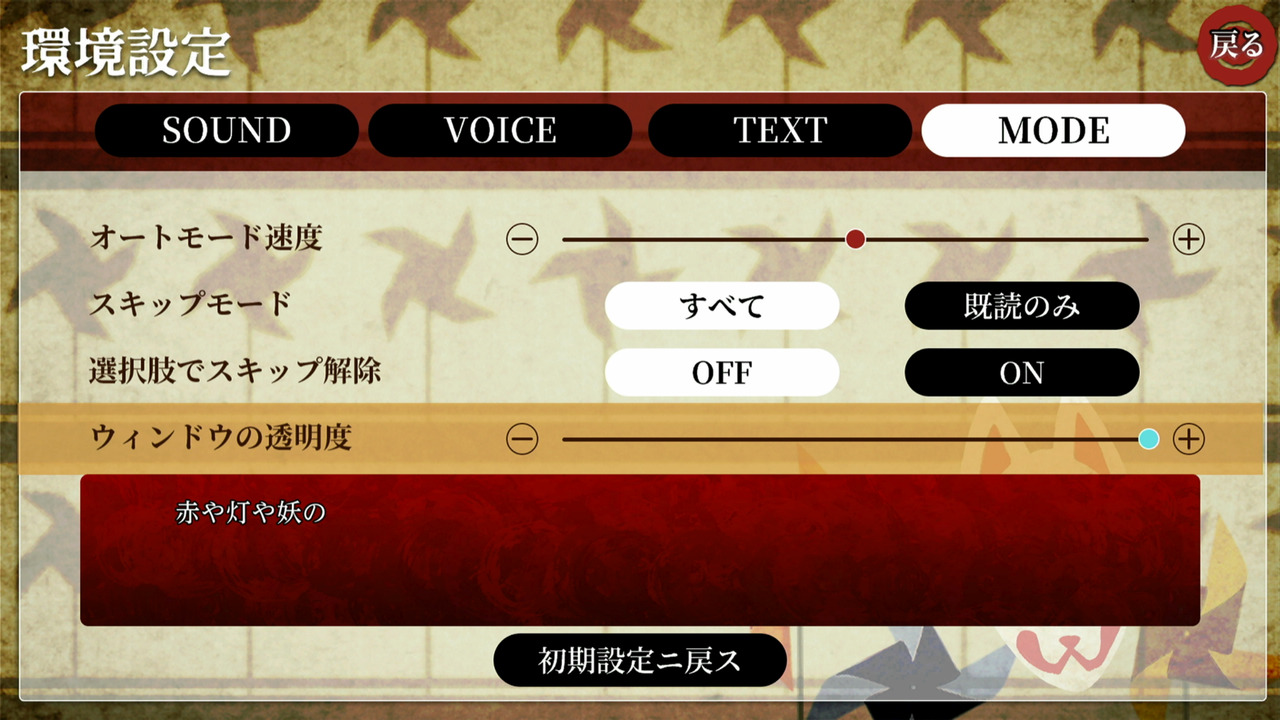 環境設定
戻る
SOUND VOICE TEXT MODE
オートモード速度
スキップモード すべて 既読のみ
選択肢でスキップ解除 OFF ON
ウィンドウの透明度
赤や灯や妖の
初期設定ニ戻ス